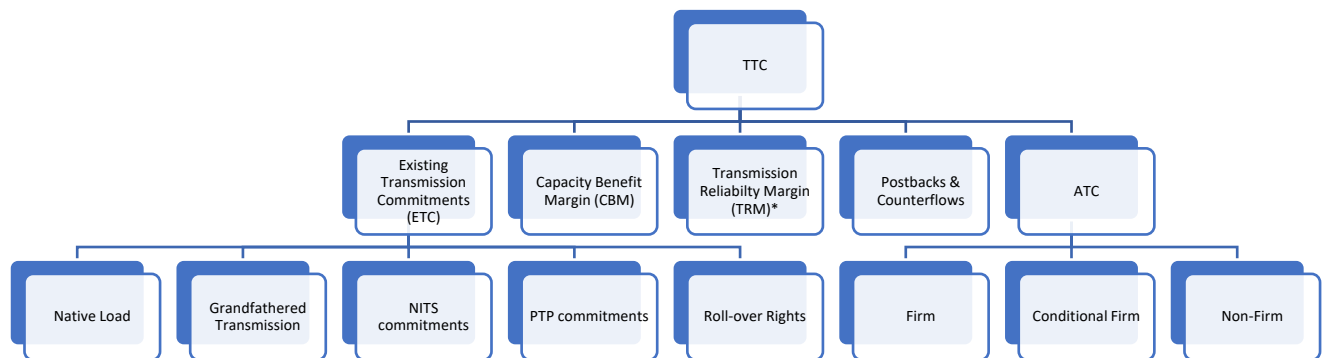 TTC
Existing
Transmission
Commitments
(ETC)
Capacity Benefit
Margin (CBM)
Transmission
Reliabilty Margin
(TRM)*
Postbacks &
Counterflows
ATC
Native Load
Grandfathered
Transmission
NITS
commitments
PTP commitments
Roll-over Rights
Firm
Conditional Firm
Non-Firm